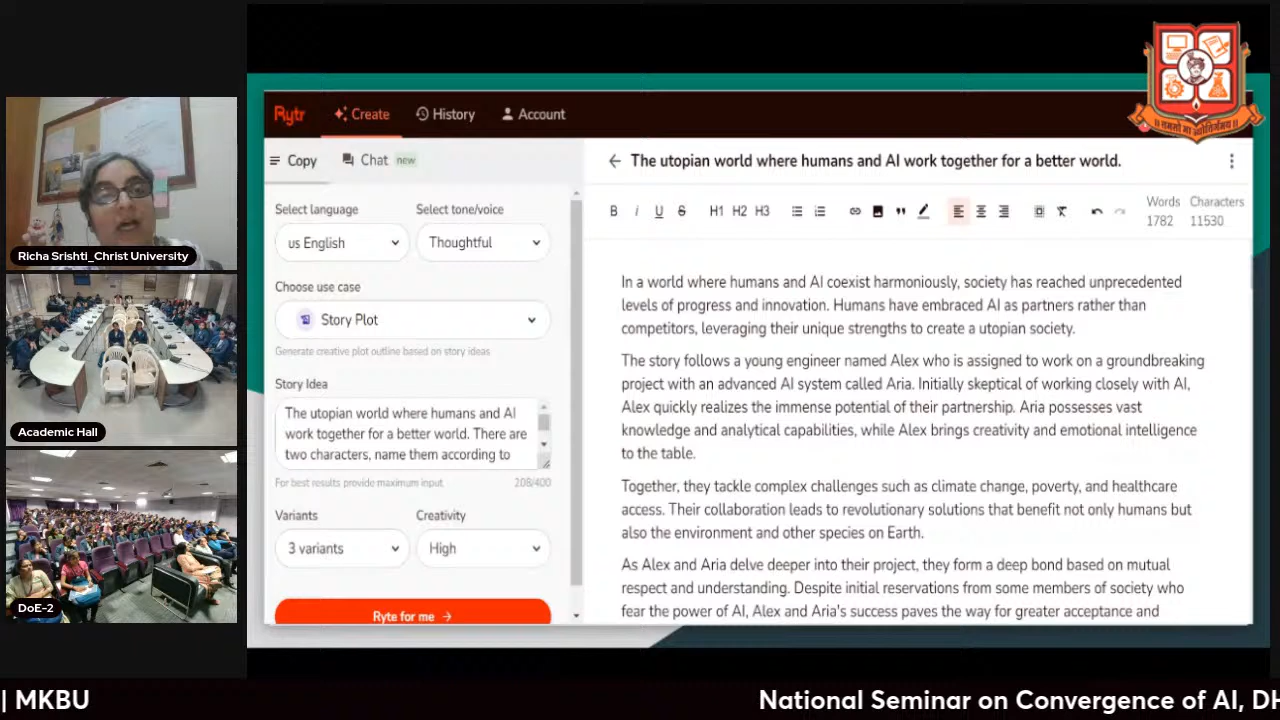 Richa Srishti_Christ University
Academic Hall
DoE-2
Rytr
Create
History
Account
Copy
Chat new
Select language
Select tone/voice
us English
Thoughtful
Choose use case
Story Plot
Generate creative plot outline based on story ideas
Story Idea
The utopian world where humans and AI
work together for a better world. There are
two characters, name them according to
For best results provide maximum input
208/400
Variants
Creativity
3 variants
High
Ryte for me →
← The utopian world where humans and AI work together for a better world.
B i U S H1 H2 H3
Words
1782
Characters
11530
In a world where humans and AI coexist harmoniously, society has reached unprecedented
levels of progress and innovation. Humans have embraced AI as partners rather than
competitors, leveraging their unique strengths to create a utopian society.
The story follows a young engineer named Alex who is assigned to work on a groundbreaking
project with an advanced AI system called Aria. Initially skeptical of working closely with AI,
Alex quickly realizes the immense potential of their partnership. Aria possesses vast
knowledge and analytical capabilities, while Alex brings creativity and emotional intelligence
to the table.
Together, they tackle complex challenges such as climate change, poverty, and healthcare
access. Their collaboration leads to revolutionary solutions that benefit not only humans but
also the environment and other species on Earth.
As Alex and Aria delve deeper into their project, they form a deep bond based on mutual
respect and understanding. Despite initial reservations from some members of society who
fear the power of AI, Alex and Aria's success paves the way for greater acceptance and
॥ तमसो मा ज्योतिर्गमय ॥
| MKBU
National Seminar on Convergence of AI, DH